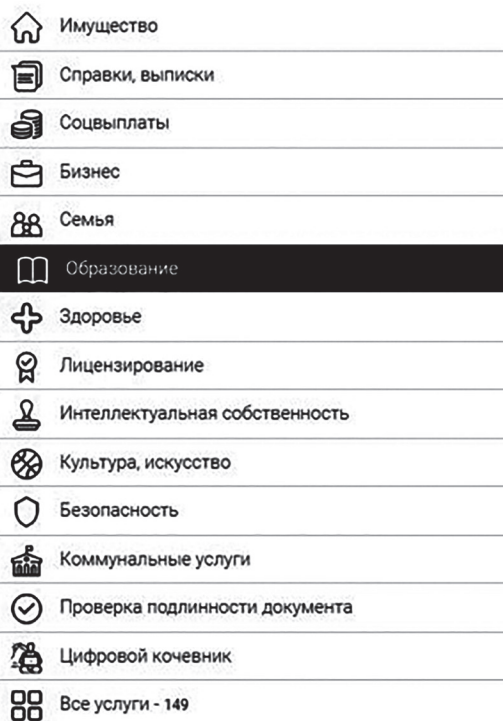 Имущество
Справки, выписки
Соцвыплаты
Бизнес
Семья
Образование
Здоровье
Лицензирование
Интеллектуальная собственность
Культура, искусство
Безопасность
Коммунальные услуги
Проверка подлинности документа
Цифровой кочевник
Все услуги - 149